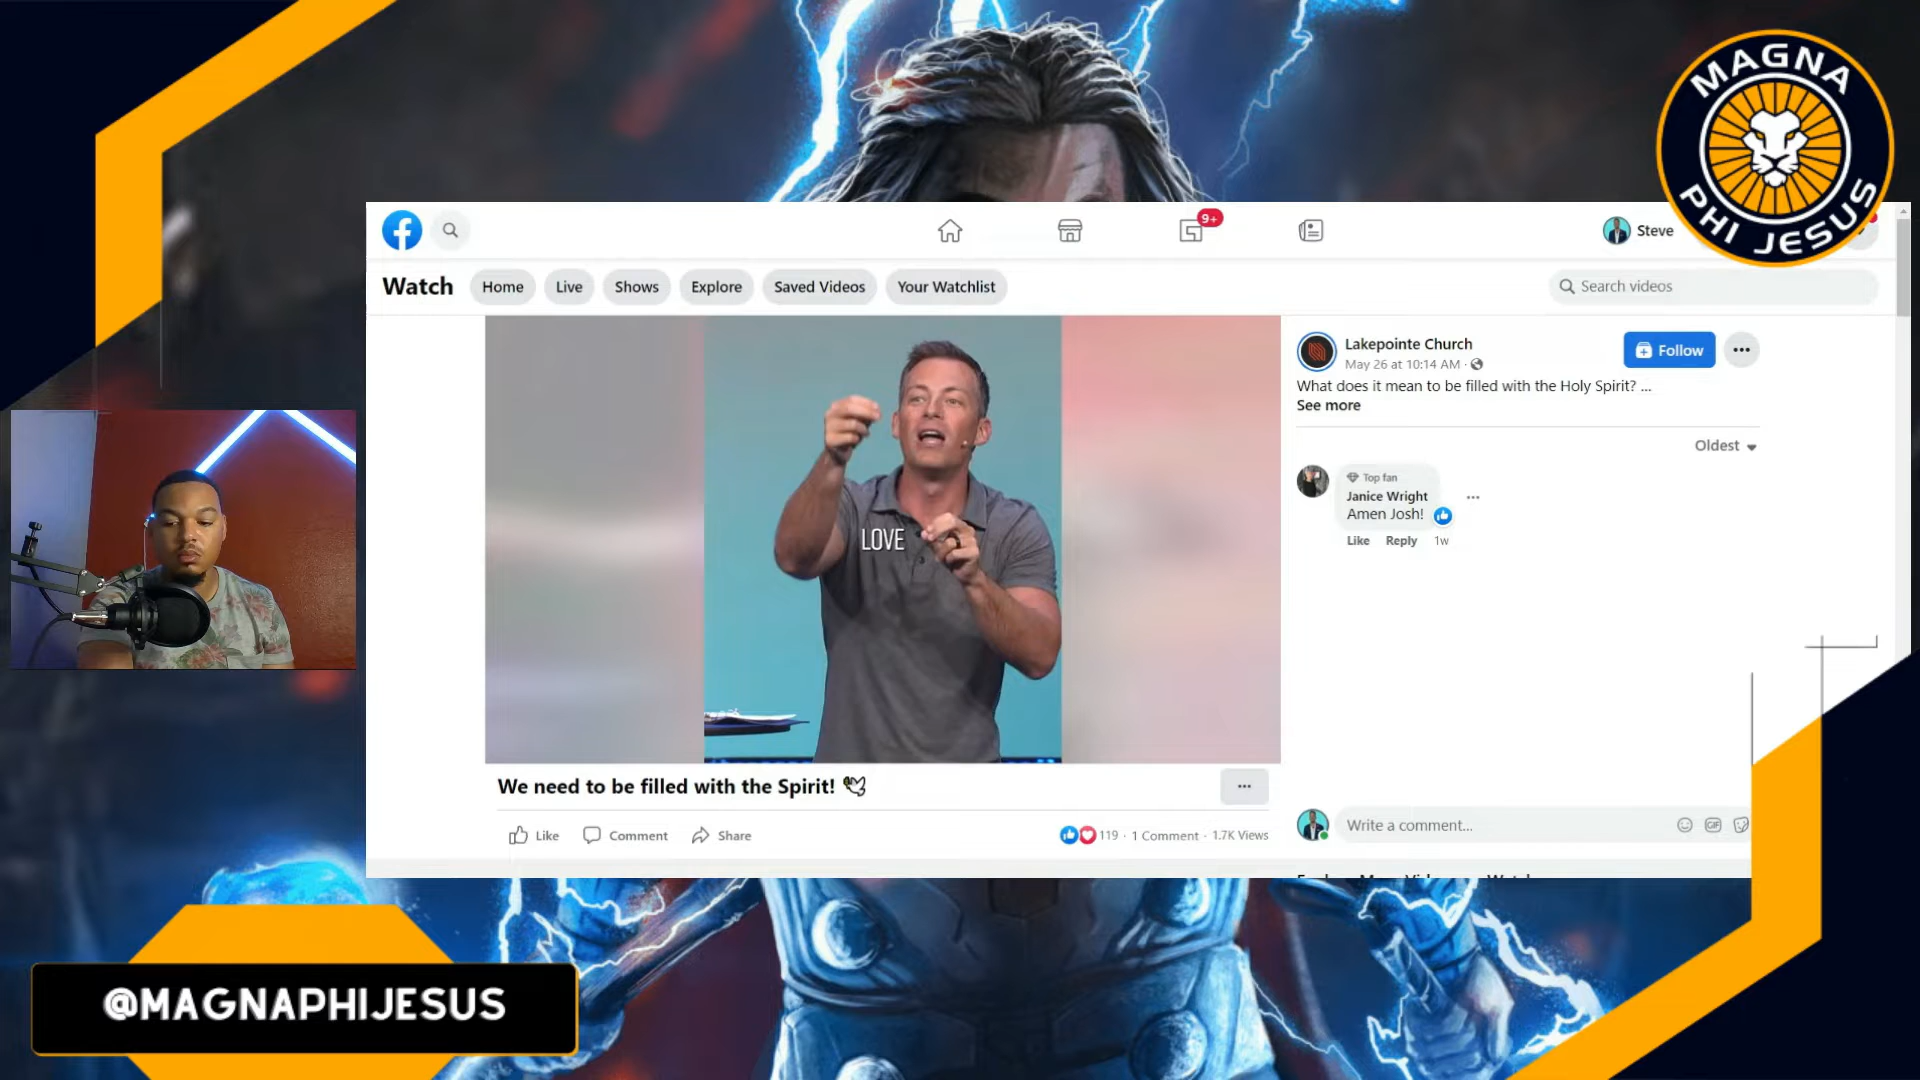 MAGNA
PHI JESUS
9+
Steve
Watch
Home
Live
Shows
Explore
Saved Videos
Your Watchlist
Search videos
LOVE
Lakepointe Church
May 26 at 10:14 AM ·
Follow
What does it mean to be filled with the Holy Spirit? ...
See more
Oldest
Top fan
Janice Wright
Amen Josh!
Like Reply 1w
We need to be filled with the Spirit!
Like
Comment
Share
119 · 1 Comment · 1.7K Views
Write a comment...
GIF
@MAGNAPHIJESUS